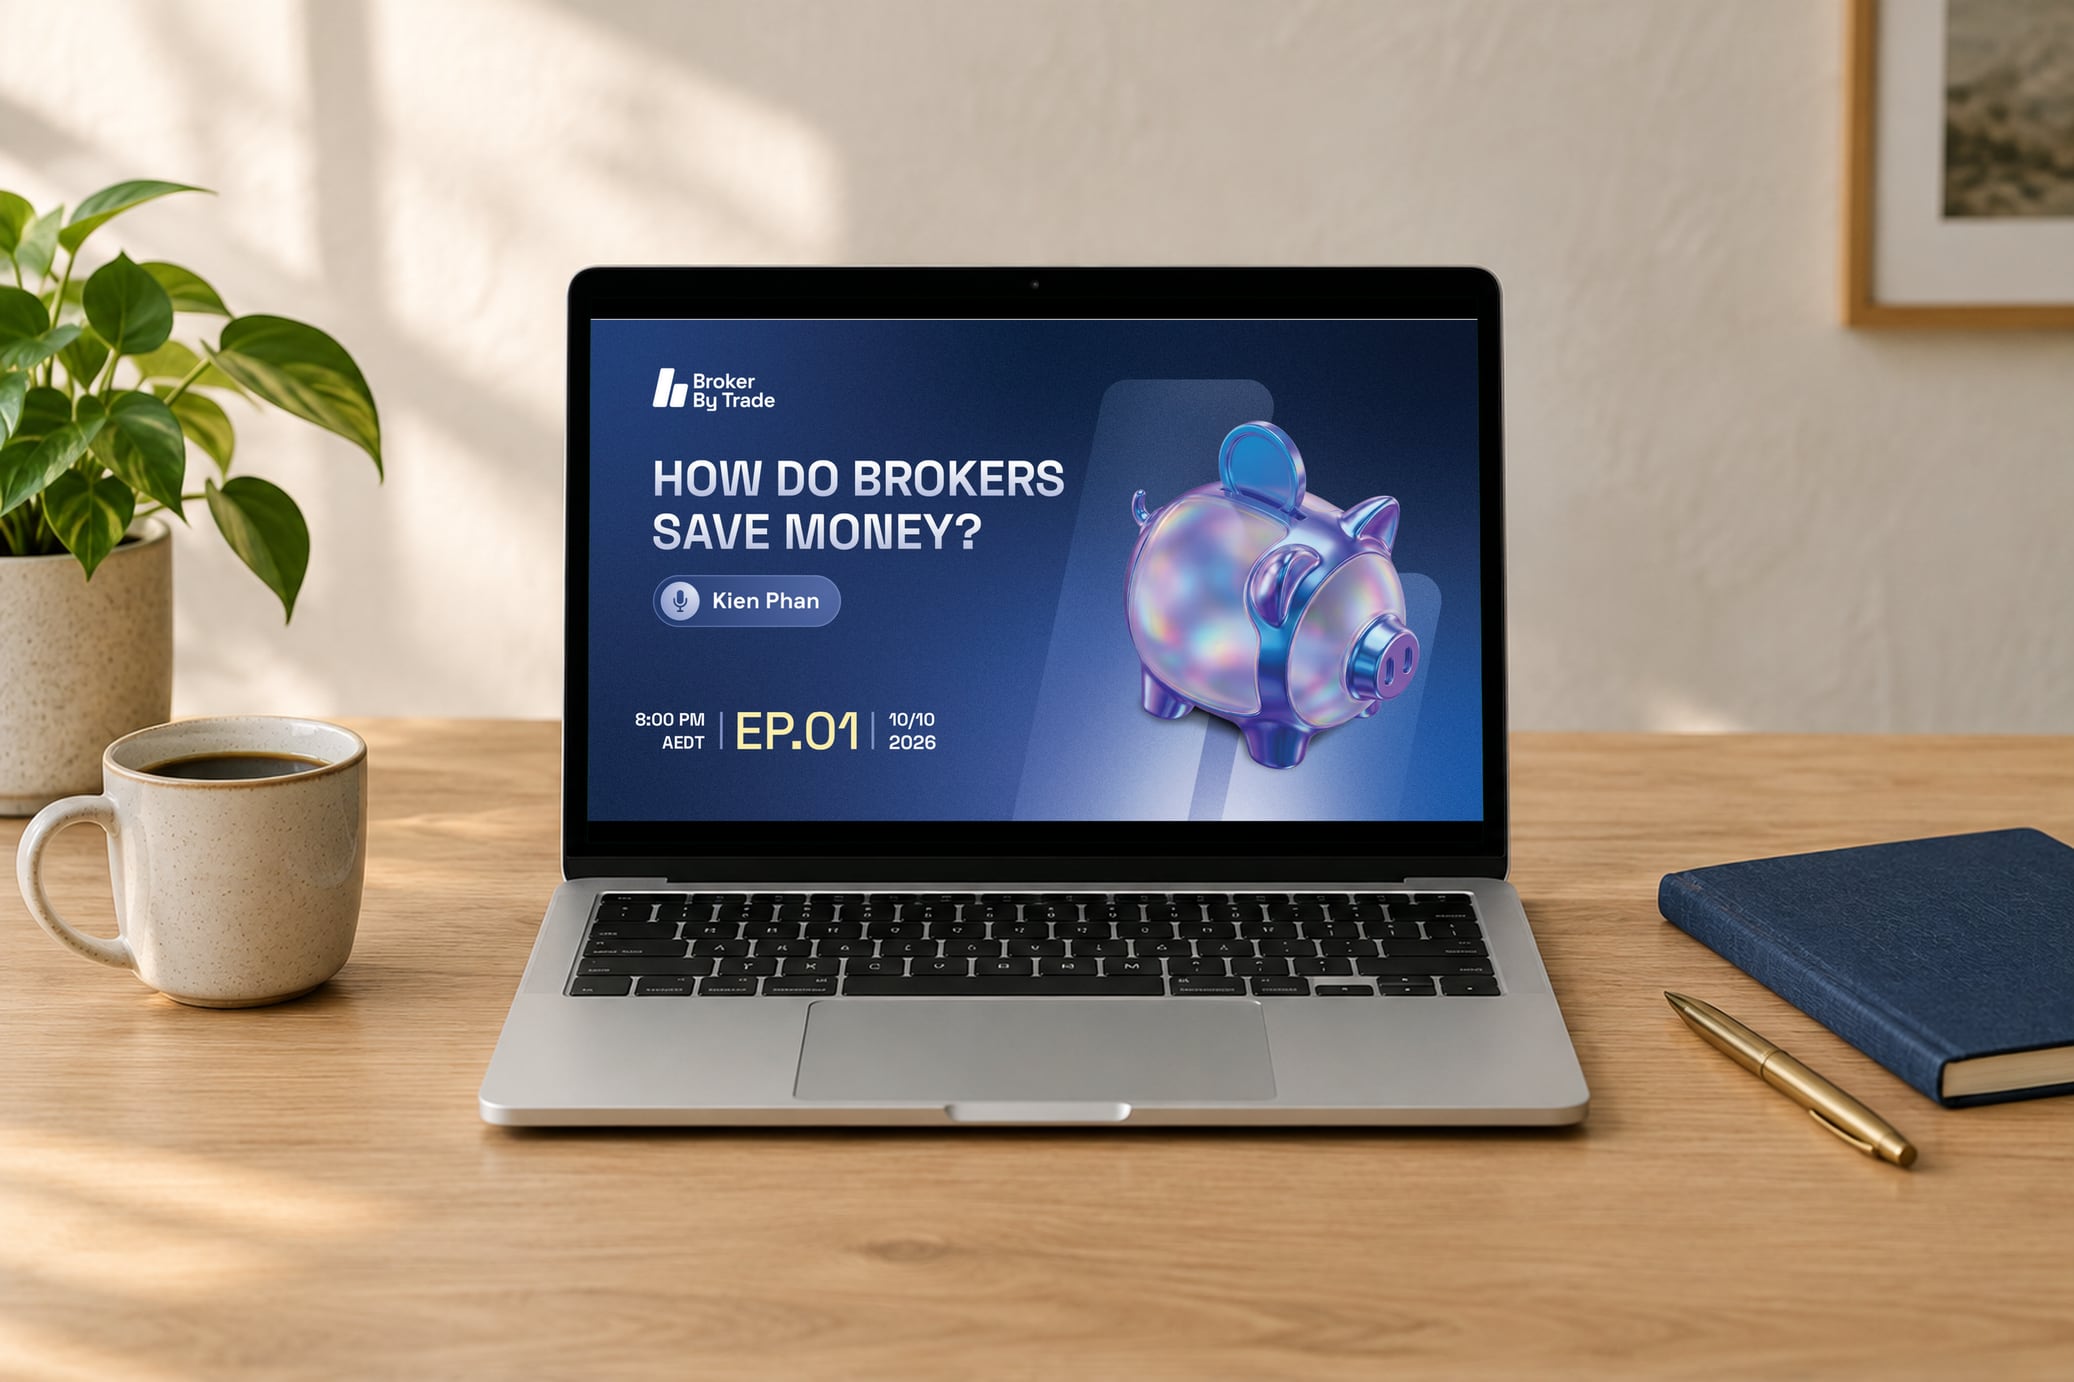 Broker
By Trade
HOW DO BROKERS
SAVE MONEY?
Kien Phan
8:00 PM
AEDT
EP.01
10/10
2026